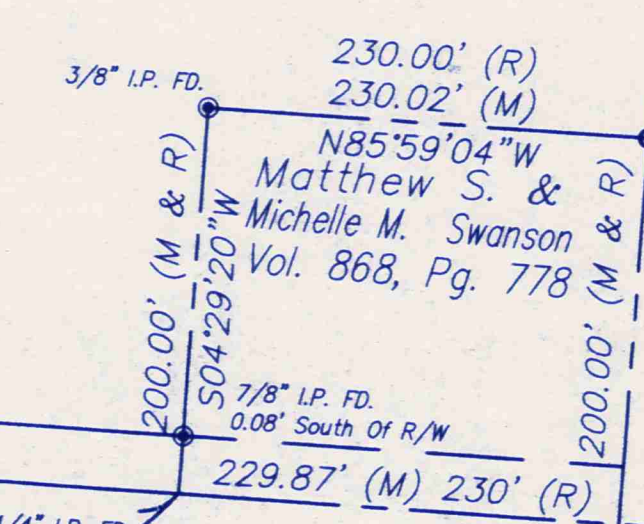 230.00' (R)
3/8" I.P. FD.
230.02' (M)
N85°59'04"W
Matthew S. &
Michelle M. Swanson
Vol. 868, Pg. 778
200.00' (M & R)
S04°29'20"W
200.00' (M & R)
7/8" I.P. FD.
0.08' South Of R/W
229.87' (M) 230' (R)